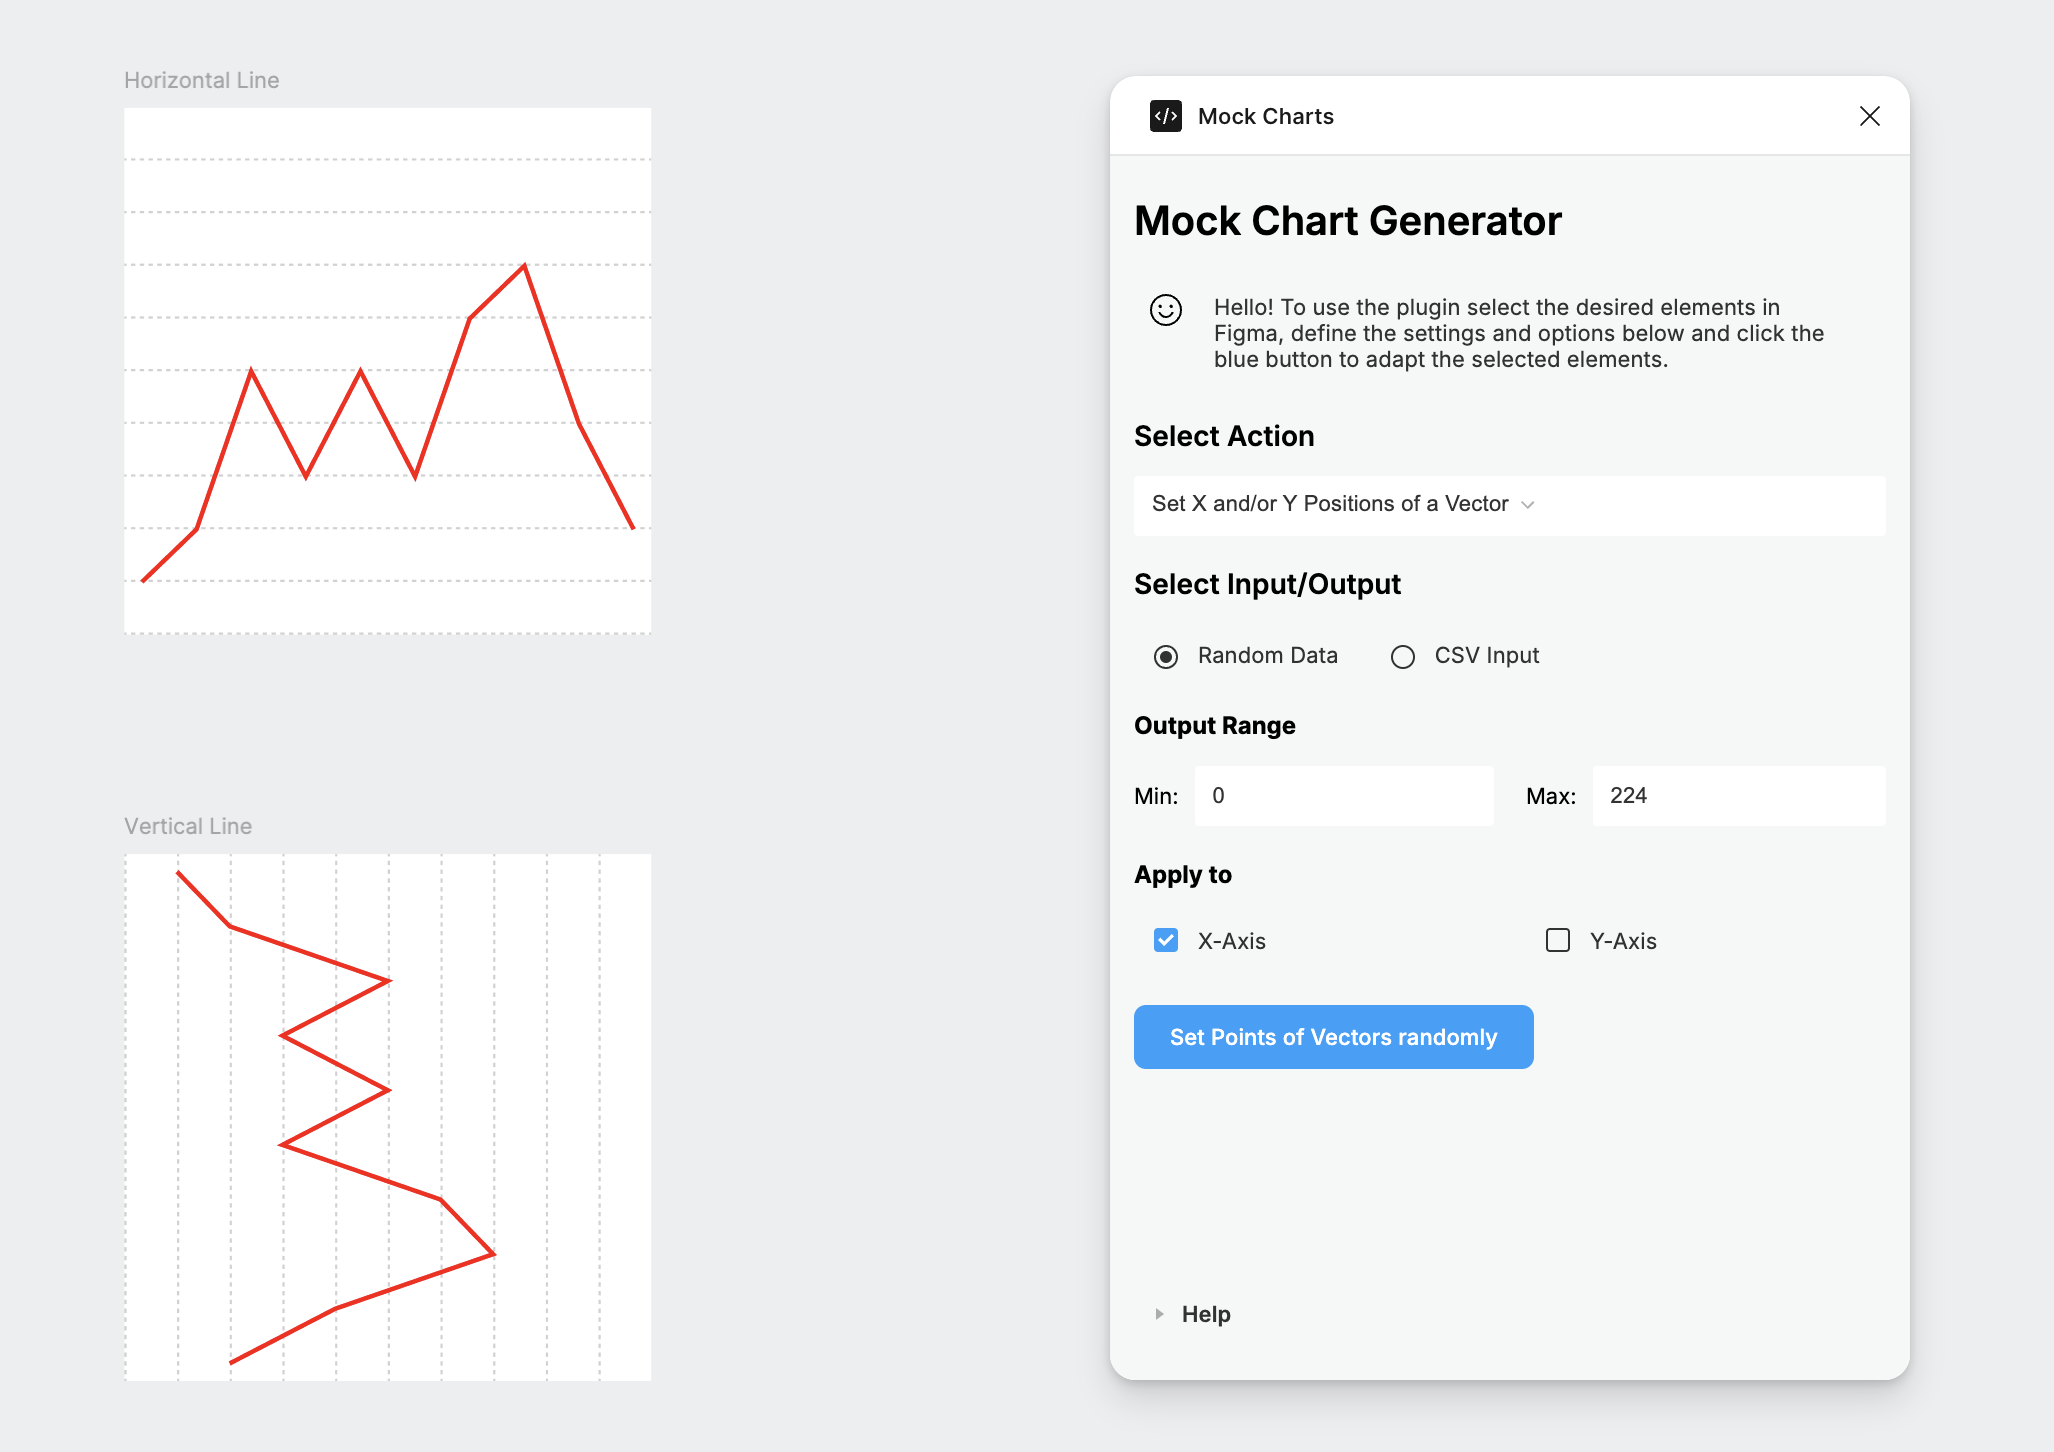 Horizontal Line
Vertical Line
</> Mock Charts
Mock Chart Generator
Hello! To use the plugin select the desired elements in
Figma, define the settings and options below and click the
blue button to adapt the selected elements.
Select Action
Set X and/or Y Positions of a Vector
Select Input/Output
Random Data CSV Input
Output Range
Min: 0 Max: 224
Apply to
X-Axis Y-Axis
Set Points of Vectors randomly
Help